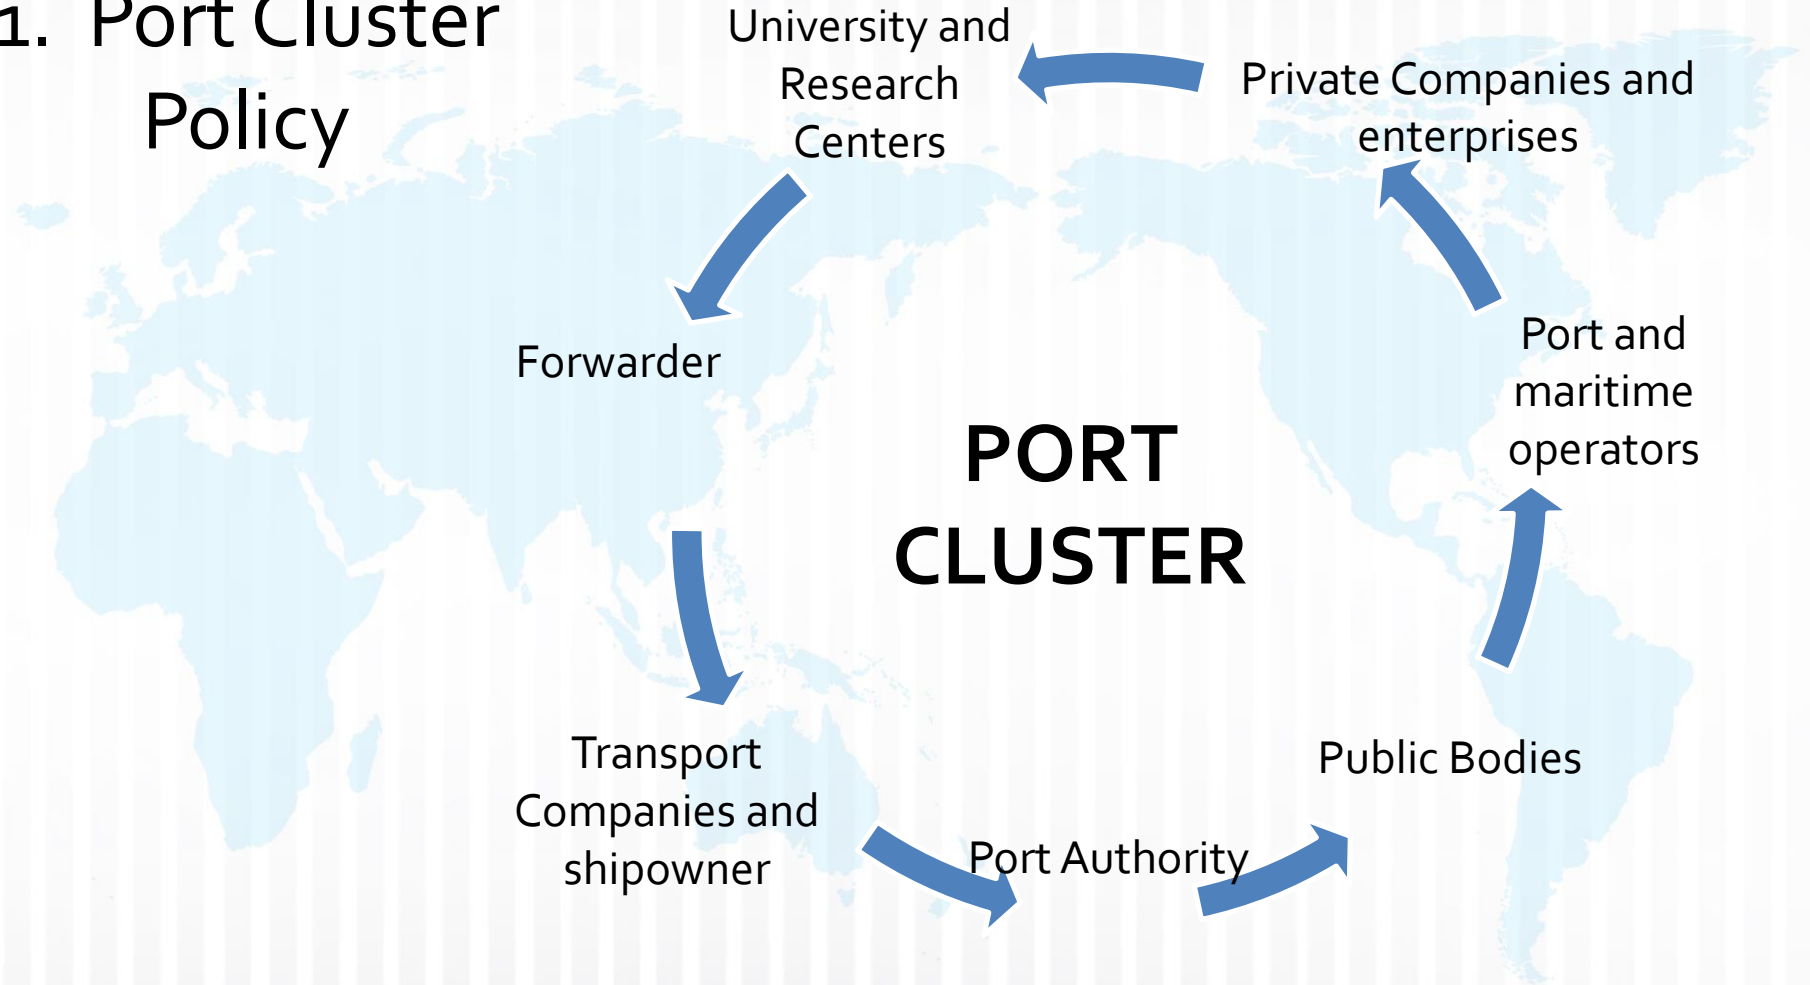 1. Port Cluster
Policy
University and
Research
Centers
Private Companies and
enterprises
Port and
maritime
operators
Forwarder
PORT
CLUSTER
Transport
Companies and
shipowner
Port Authority
Public Bodies